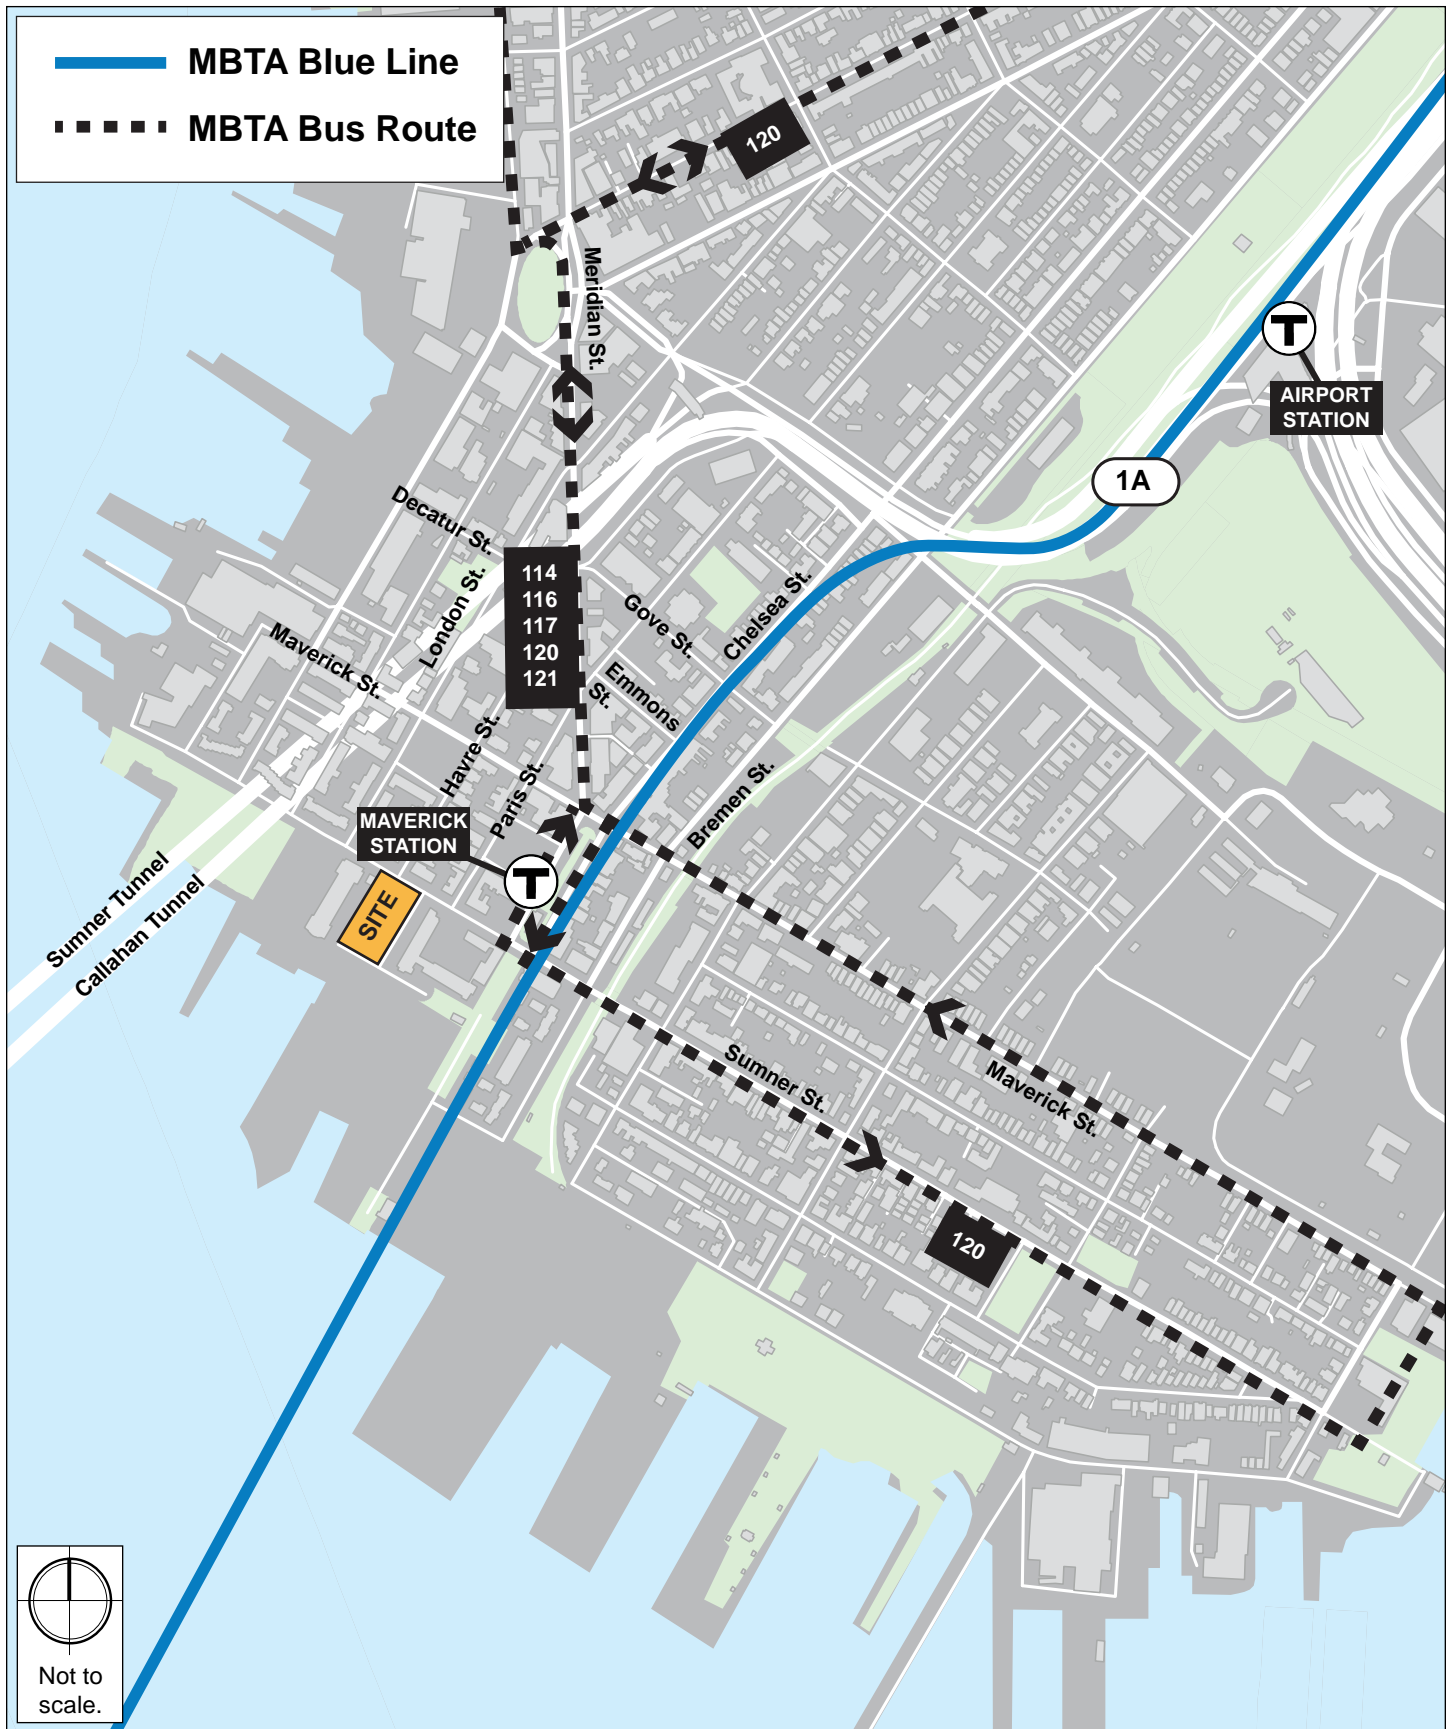 MBTA Blue Line
MBTA Bus Route
120
Meridian St.
T
AIRPORT
STATION
1A
Decatur St.
London St.
114
116
117
120
121
Gove St.
Chelsea St.
Maverick St.
Emmons
St.
Havre St.
Paris St.
Bremen St.
MAVERICK
STATION
T
SITE
Sumner Tunnel
Callahan Tunnel
Sumner St.
Maverick St.
120
Not to
scale.